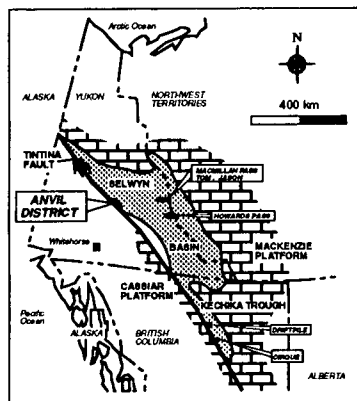 Arctic Ocean
N
ALASKA
YUKON
NORTHWEST
TERRITORIES
400 km
TINTINA
FAULT
MACMILLAN PASS
TOM, JASON
SELWYN
ANVIL
DISTRICT
HOWARDS PASS
Whitehorse
BASIN
MACKENZIE
PLATFORM
CASSIAR
PLATFORM
KECHIKA TROUGH
Pacific
Ocean
DRIFTPILE
ALASKA
BRITISH
COLUMBIA
CIRQUE
ALBERTA